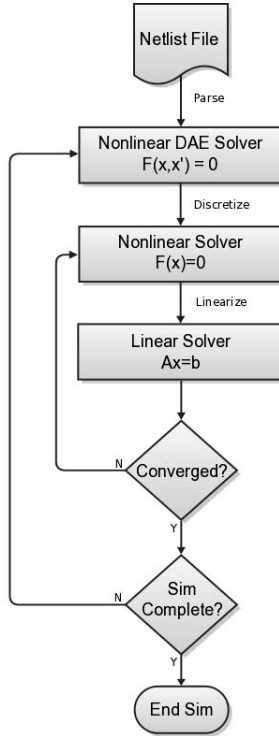 Netlist File
Parse
Nonlinear DAE Solver
F(x,x') = 0
Discretize
Nonlinear Solver
F(x)=0
Linearize
Linear Solver
Ax=b
N
Converged?
Y
N
Sim
Complete?
Y
End Sim